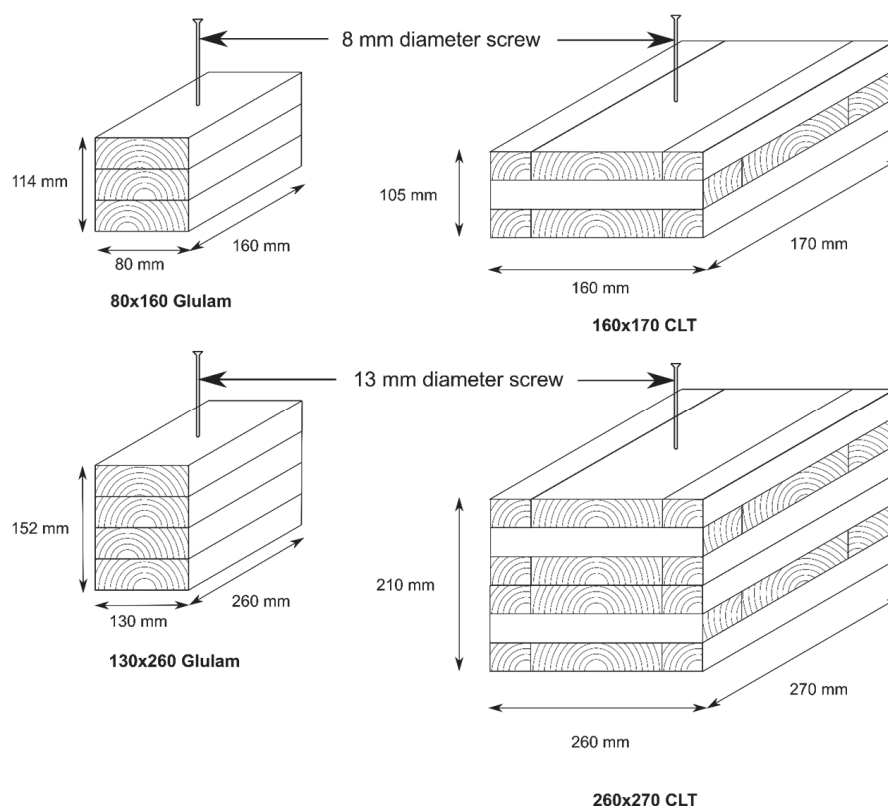 8 mm diameter screw
114 mm
80 mm
160 mm
80x160 Glulam
105 mm
160 mm
170 mm
160x170 CLT
13 mm diameter screw
152 mm
130 mm
260 mm
130x260 Glulam
210 mm
260 mm
270 mm
260x270 CLT